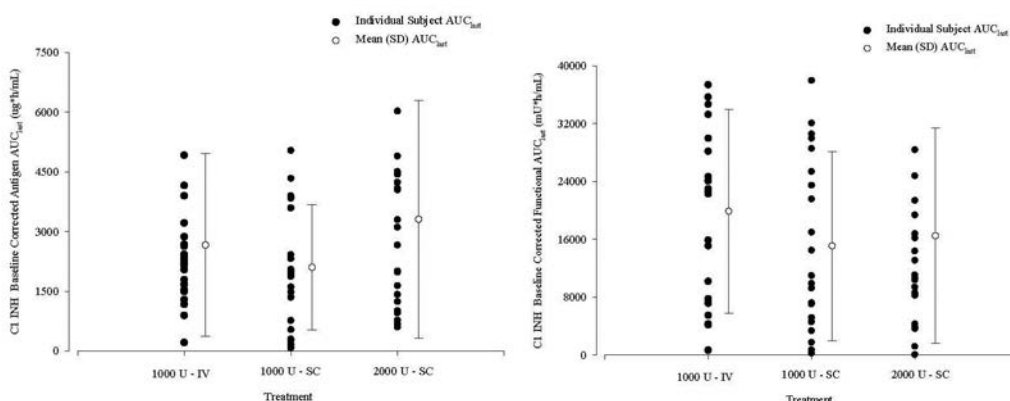 Individual Subject AUClast
Mean (SD) AUClast
C1 INH Baseline Corrected Antigen AUClast (ug*h/mL)
7500
6000
4500
3000
1500
0
1000 U - IV
1000 U - SC
2000 U - SC
Treatment
Individual Subject AUClast
Mean (SD) AUClast
C1 INH Baseline Corrected Functional AUClast (mU*h/mL)
40000
32000
24000
16000
8000
0
1000 U - IV
1000 U - SC
2000 U - SC
Treatment